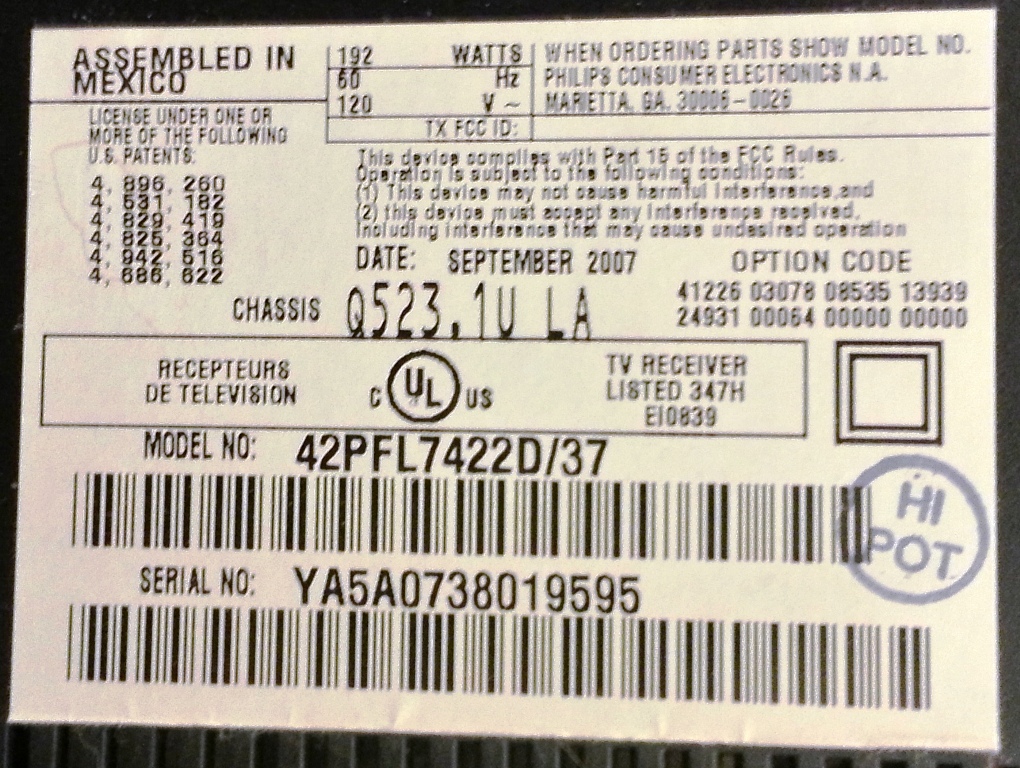 ASSEMBLED IN
MEXICO
192 WATTS
60 Hz
120 V ~
TX FCC ID:
WHEN ORDERING PARTS SHOW MODEL NO.
PHILIPS CONSUMER ELECTRONICS N.A.
MARIETTA, GA. 30006-0026
LICENSE UNDER ONE OR
MORE OF THE FOLLOWING
U.S. PATENTS:
4, 896, 260
4, 531, 182
4, 829, 419
4, 825, 364
4, 942, 516
4, 686, 622
This device complies with Part 15 of the FCC Rules.
Operation is subject to the following conditions:
(1) This device may not cause harmful interference,and
(2) this device must accept any interference received,
including interference that may cause undesired operation
DATE: SEPTEMBER 2007
OPTION CODE
41226 03078 08535 13939
24931 00064 00000 00000
CHASSIS Q523.1U LA
RECEPTEURS
DE TELEVISION
C UL US
TV RECEIVER
LISTED 347H
EI0839
MODEL NO: 42PFL7422D/37
HI
POT
SERIAL NO: YA5A0738019595